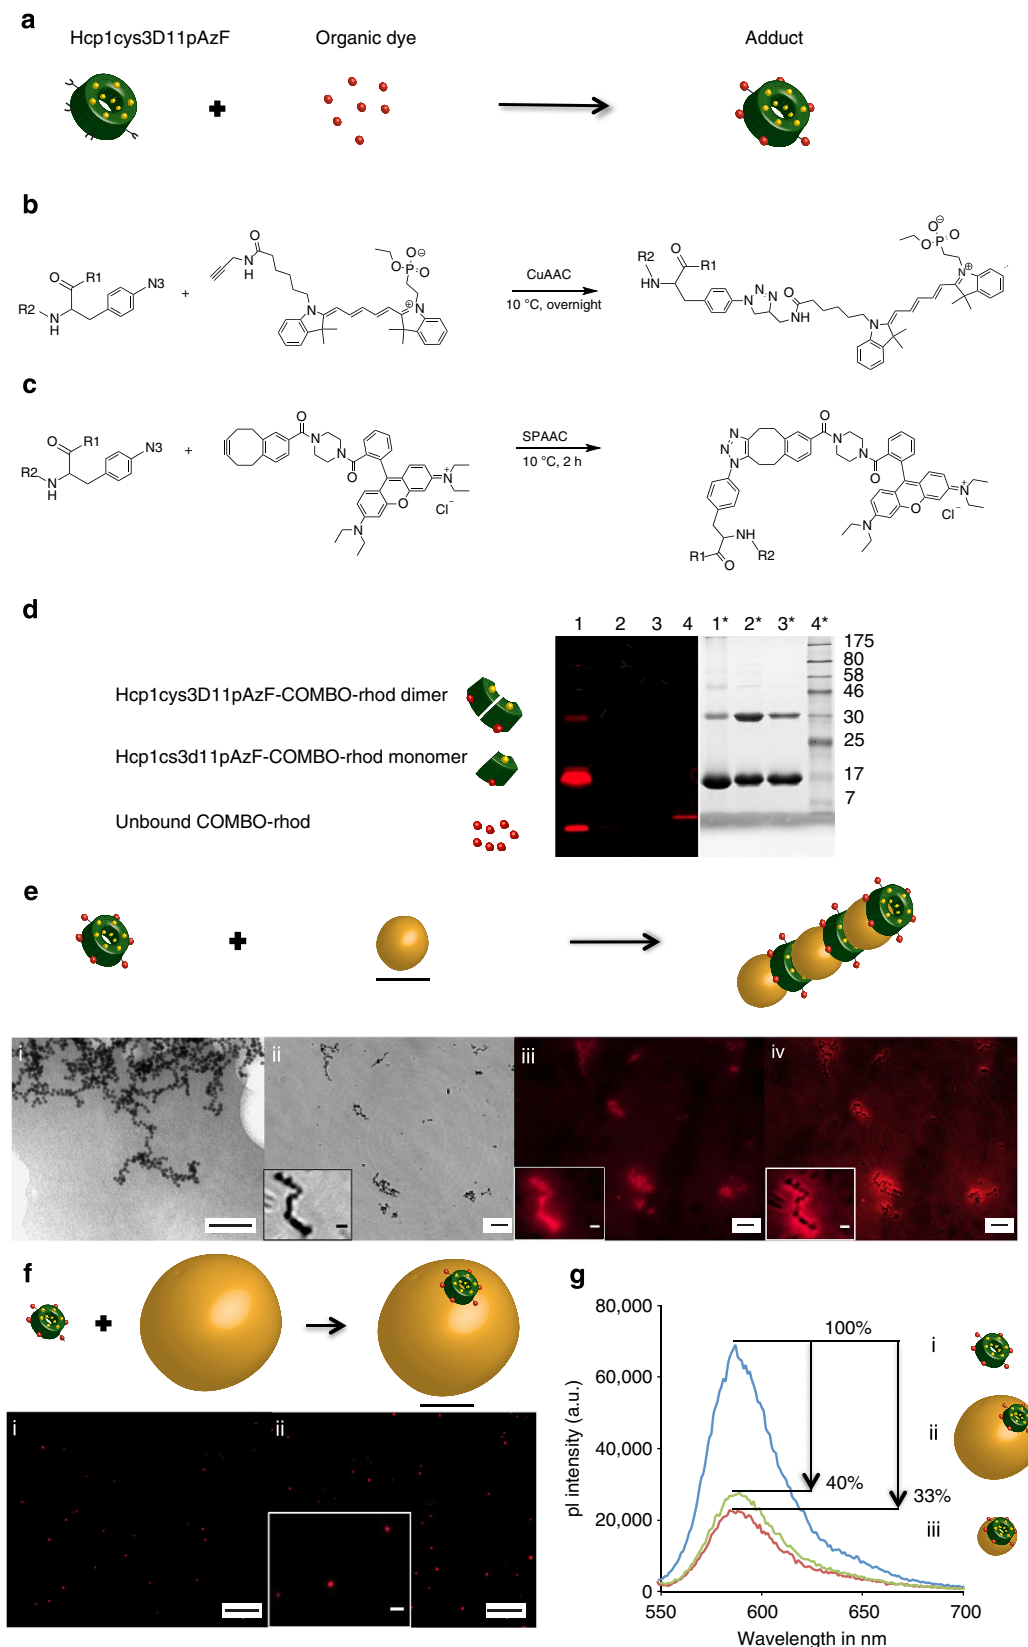 a
Hcp1cys3D11pAzF
Organic dye
Adduct
b
O
R1
N3
R2
N
H
+
O
N
H
O
P
O⊖
O
N
N
⊕
CuAAC
10 °C, overnight
R2
O
R1
HN
N
N
N
O
NH
N
O
P
O⊖
O
N
⊕
c
O
R1
N3
R2
N
H
+
O
N
N
O
N+
O
Cl−
N
SPAAC
10 °C, 2 h
N
N
N
O
N
N
O
N+
O
Cl−
N
NH
R1
R2
O
d
1 2 3 4 1* 2* 3* 4*
175
80
58
46
30
25
17
7
Hcp1cys3D11pAzF-COMBO-rhod dimer
Hcp1cs3d11pAzF-COMBO-rhod monomer
Unbound COMBO-rhod
e
i
ii
iii
iv
f
i
ii
g
80,000
60,000
40,000
20,000
0
pl intensity (a.u.)
550 600 650 700
Wavelength in nm
100%
40%
33%
i
ii
iii